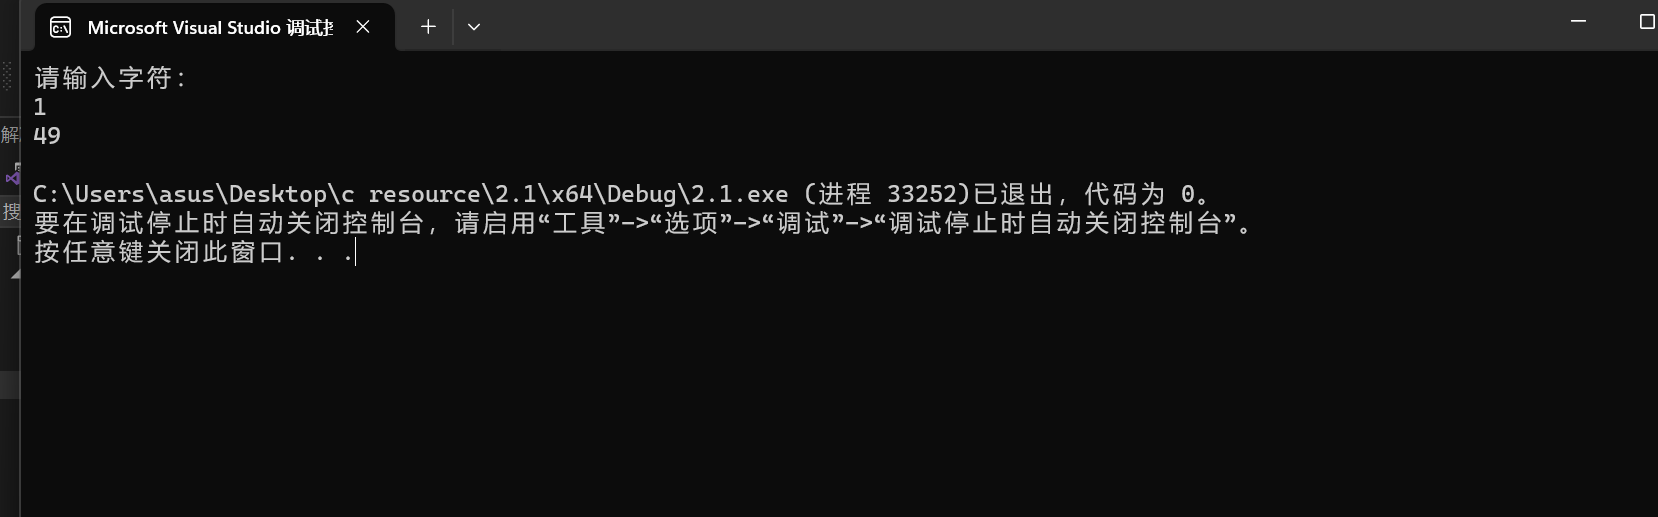 Microsoft Visual Studio 调试
请输入字符:
1
49
C:\Users\asus\Desktop\c resource\2.1\x64\Debug\2.1.exe (进程 33252)已退出，代码为 0。
要在调试停止时自动关闭控制台，请启用“工具”->“选项”->“调试”->“调试停止时自动关闭控制台”。
按任意键关闭此窗口. . .
解
搜